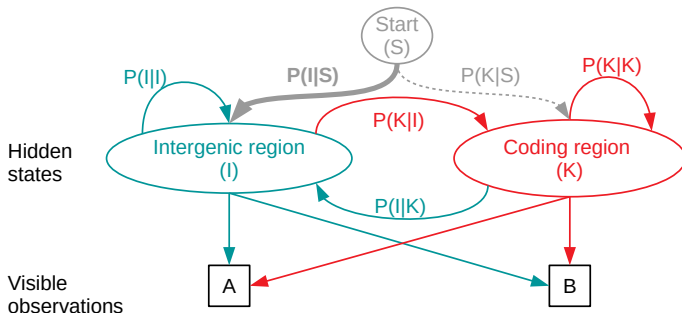 Start
(S)
P(I|I)
P(I|S)
P(K|S)
P(K|K)
P(K|I)
Hidden
states
Intergenic region
(I)
Coding region
(K)
P(I|K)
Visible
observations
A
B